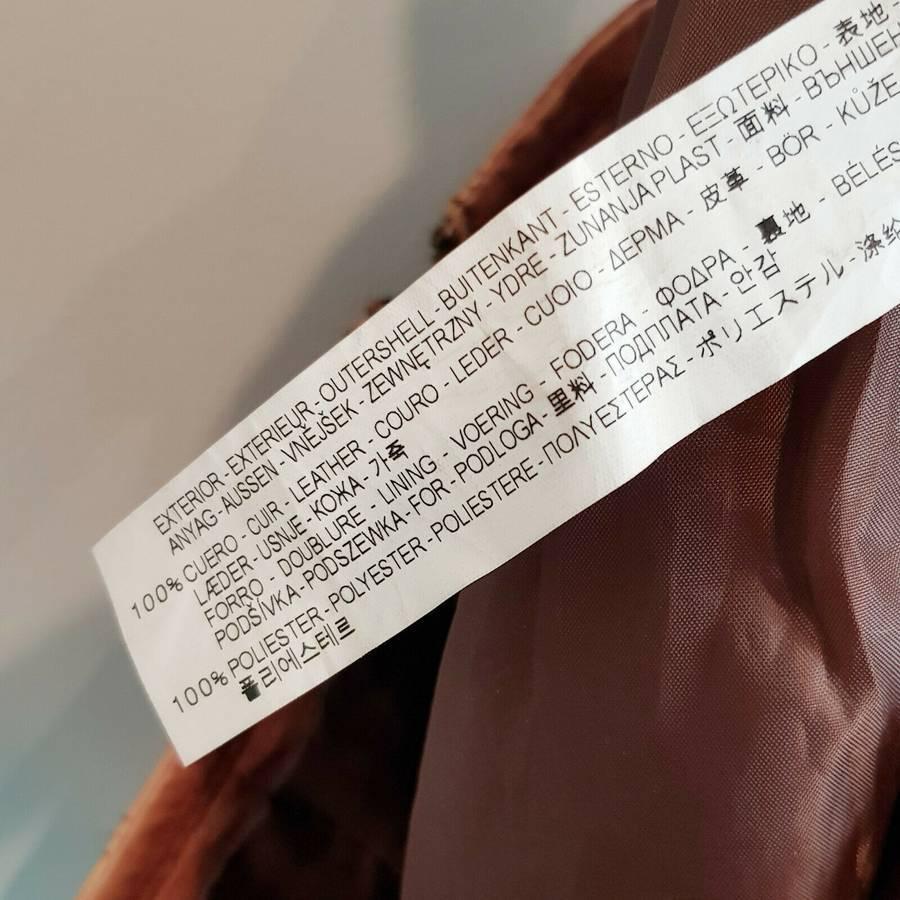 EXTERIOR - EXTERIEUR - OUTERSHELL - BUITENKANT - ESTERNO - ΕΞΩΤΕΡΙΚΟ - 表地 -
ANYAG - AUSSEN - VNĚJŠEK - ZEWNĘTRZNY - YDRE - ZUNANJA PLAST - 面料 - ВЪНШЕН
100% CUERO - CUIR - LEATHER - COURO - LEDER - CUOIO - ΔΕΡΜΑ - 皮革 - BÖR - KŮŽE
LÆDER - USNJE - КОЖА - 가죽
FORRO - DOUBLURE - LINING - VOERING - FODERA - ΦΟΔΡΑ - 裏地 - BÉLÉS
PODŠÍVKA - PODSZEWKA - FOR - PODLOGA - 里料 - ПОДПЛАТА - 안감
100% POLIESTER - POLYESTER - POLIESTERE - ΠΟΛΥΕΣΤΕΡΑΣ - ポリエステル - 涤纶
폴리에스테르